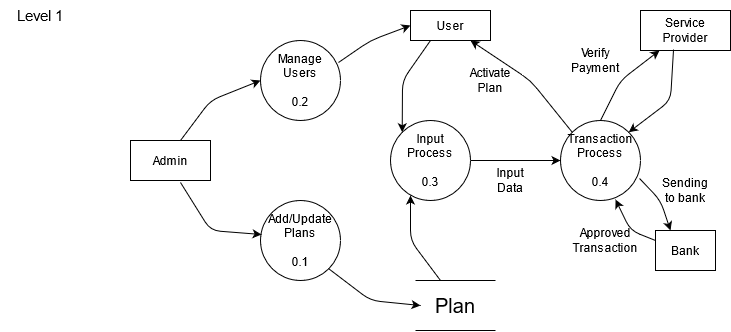 Level 1
User
Service
Provider
Manage
Users
0.2
Verify
Payment
Activate
Plan
Admin
Input
Process
0.3
Input
Data
Transaction
Process
0.4
Sending
to bank
Add/Update
Plans
0.1
Approved
Transaction
Bank
Plan